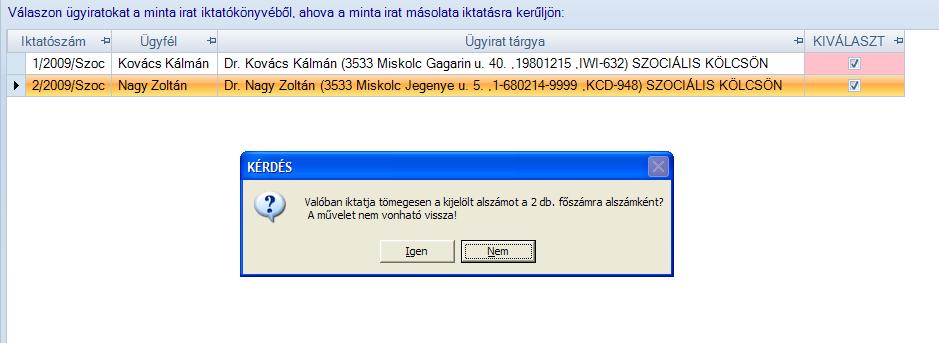 Válaszon ügyiratokat a minta irat iktatókönyvéből, ahova a minta irat másolata iktatásra kerüljön:
Iktatószám Ügyfél Ügyirat tárgya KIVÁLASZT
1/2009/Szoc Kovács Kálmán Dr. Kovács Kálmán (3533 Miskolc Gagarin u. 40. ,19801215 ,IWI-632) SZOCIÁLIS KÖLCSÖN
2/2009/Szoc Nagy Zoltán Dr. Nagy Zoltán (3533 Miskolc Jegenye u. 5. ,1-680214-9999 ,KCD-948) SZOCIÁLIS KÖLCSÖN
KÉRDÉS
Valóban iktatja tömegesen a kijelölt alszámot a 2 db. főszámra alszámként?
A művelet nem vonható vissza!
Igen Nem